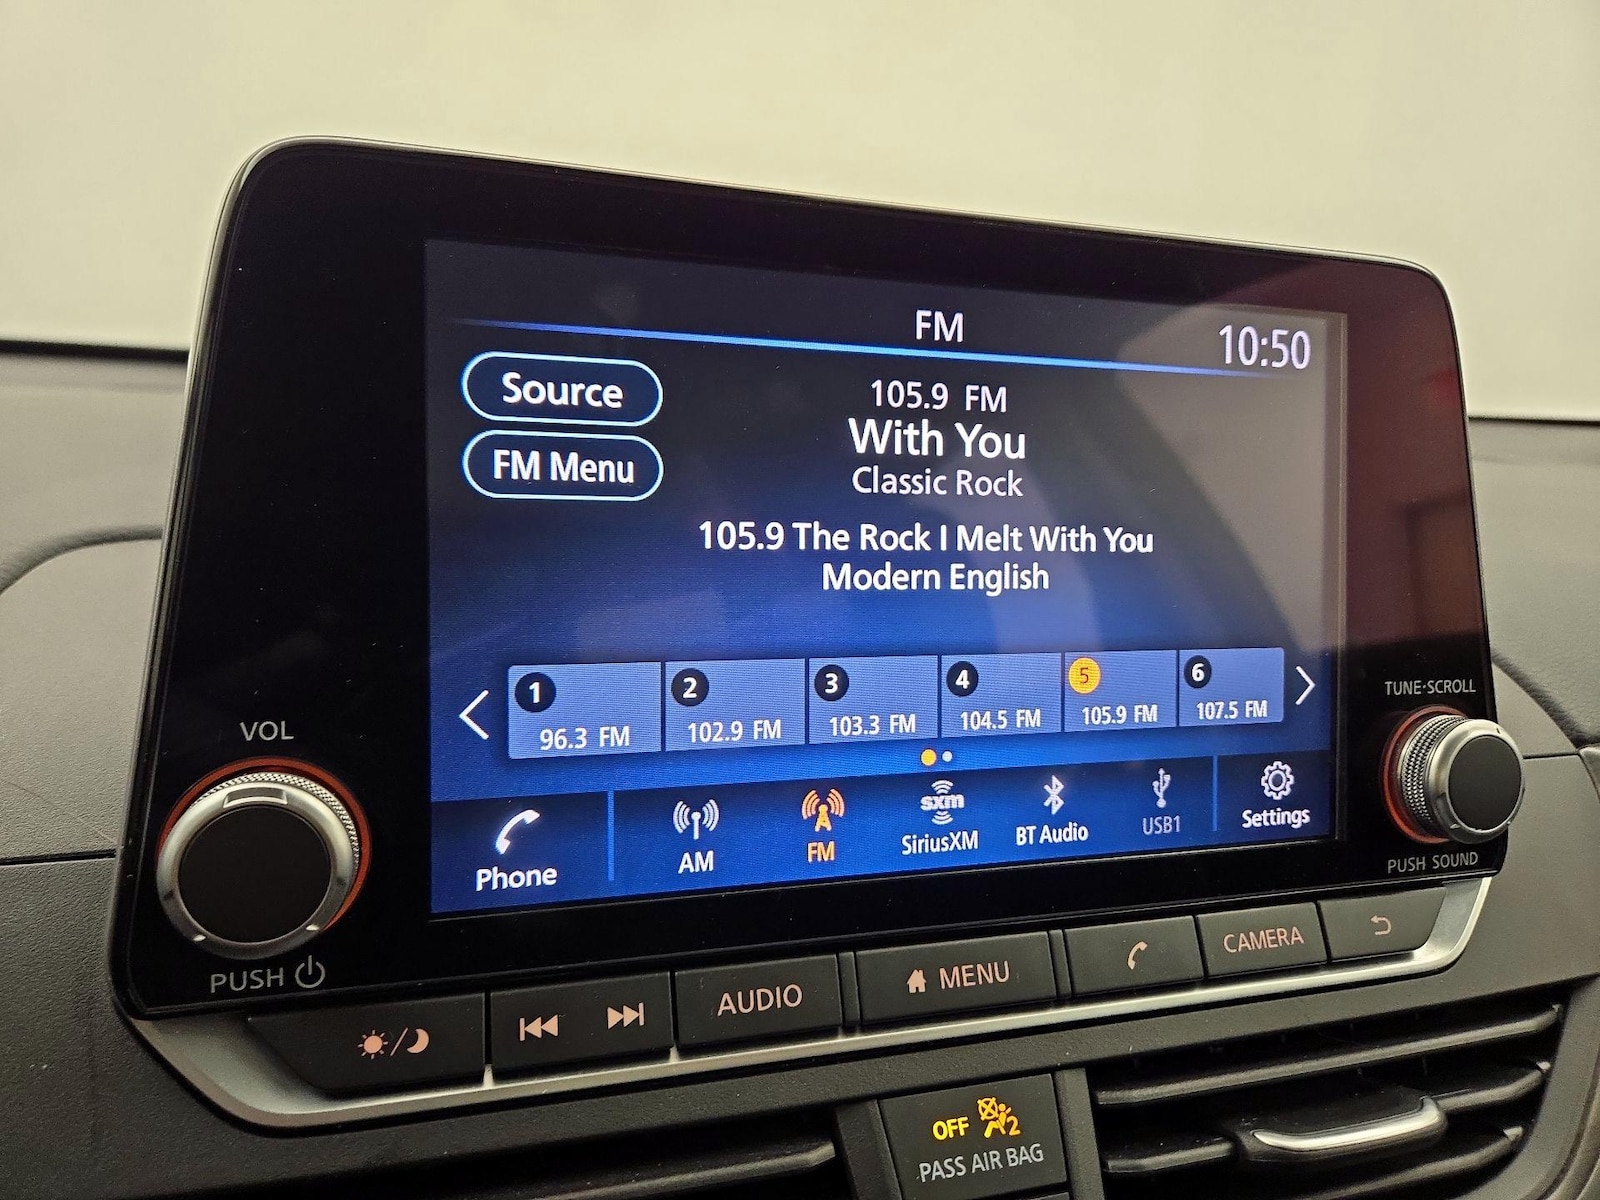 FM
10:50
Source
105.9 FM
With You
FM Menu
Classic Rock
105.9 The Rock I Melt With You
Modern English
1 2 3 4 5 6
96.3 FM 102.9 FM 103.3 FM 104.5 FM 105.9 FM 107.5 FM
VOL
TUNE·SCROLL
Phone
AM
FM
sxm
SiriusXM
BT Audio
USB1
Settings
PUSH
PUSH SOUND
AUDIO
MENU
CAMERA
OFF 2
PASS AIR BAG